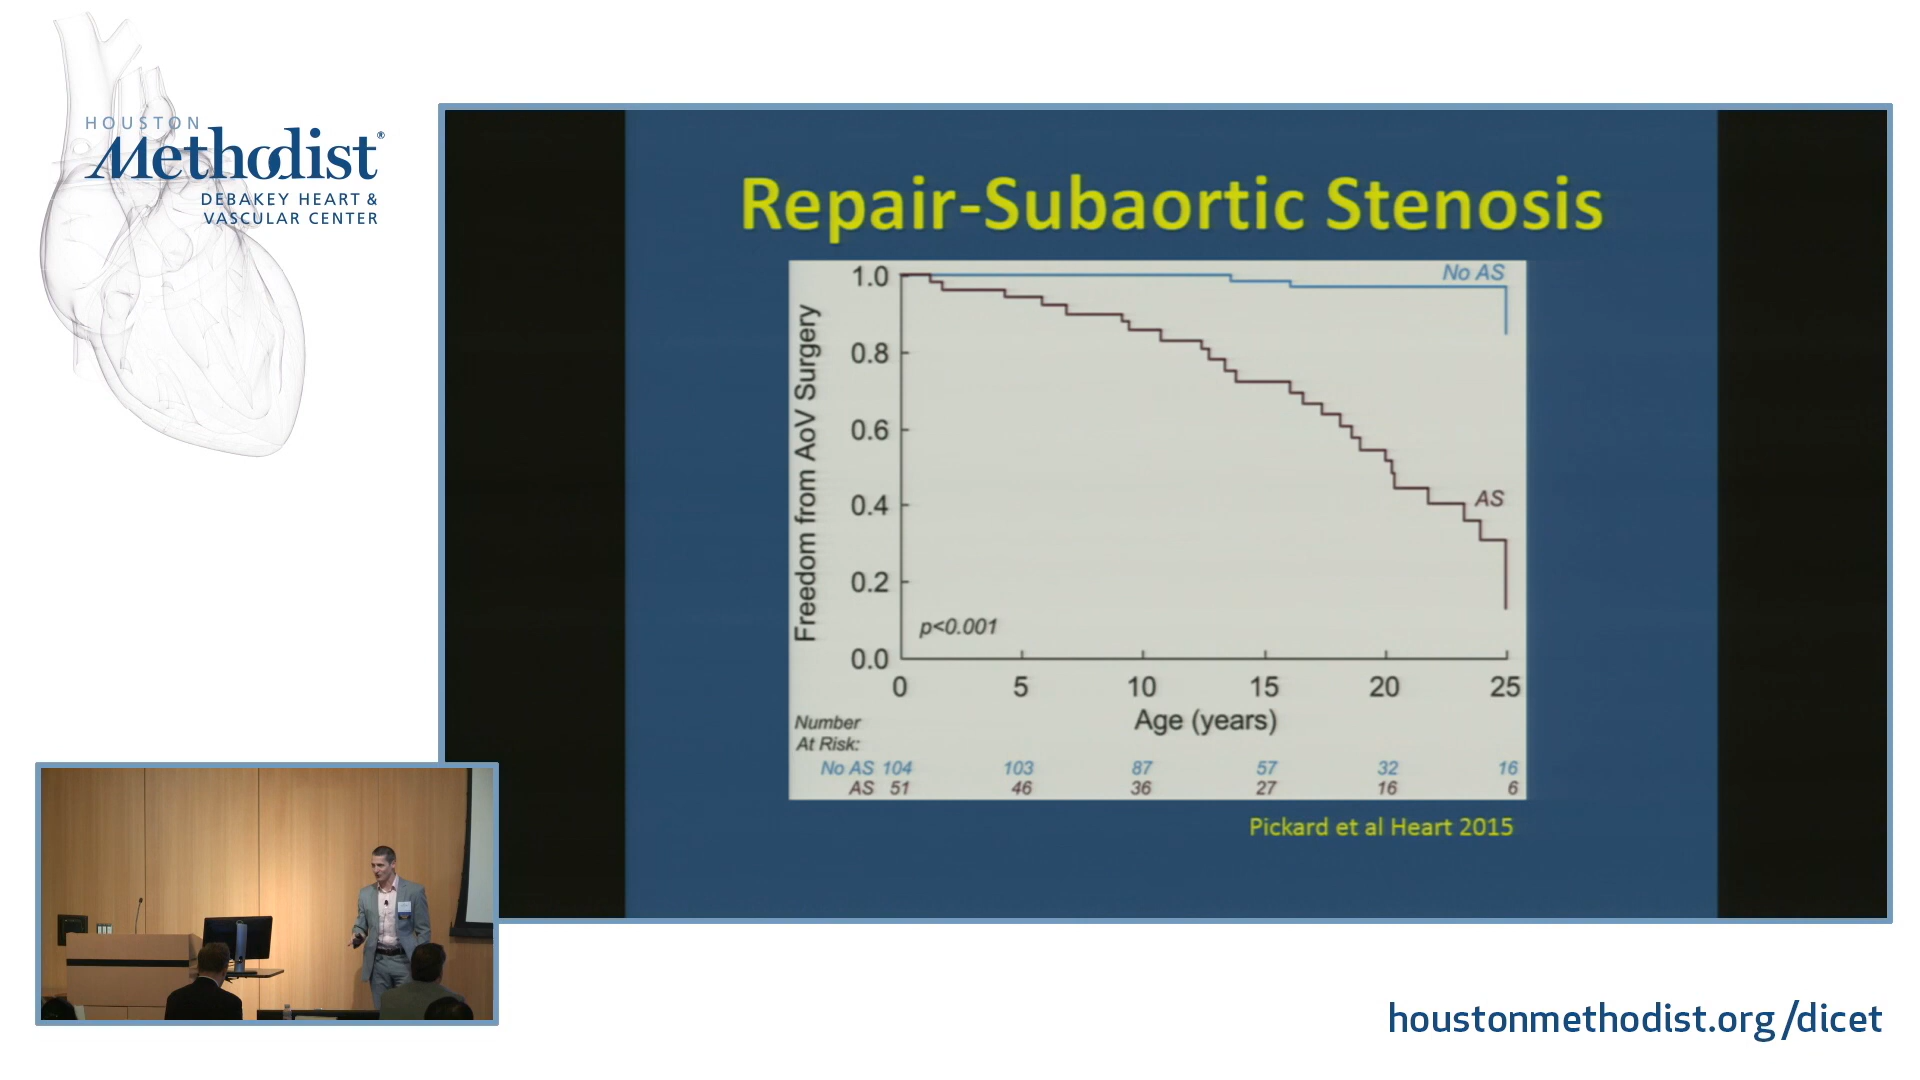 HOUSTON
Methodist®
DEBAKEY HEART &
VASCULAR CENTER
Repair-Subaortic Stenosis
Freedom from AoV Surgery
1.0
0.8
0.6
0.4
0.2
0.0
No AS
AS
p<0.001
0 5 10 15 20 25
Age (years)
Number
At Risk:
No AS 104 103 87 57 32 16
AS 51 46 36 27 16 6
Pickard et al Heart 2015
houstonmethodist.org/dicet